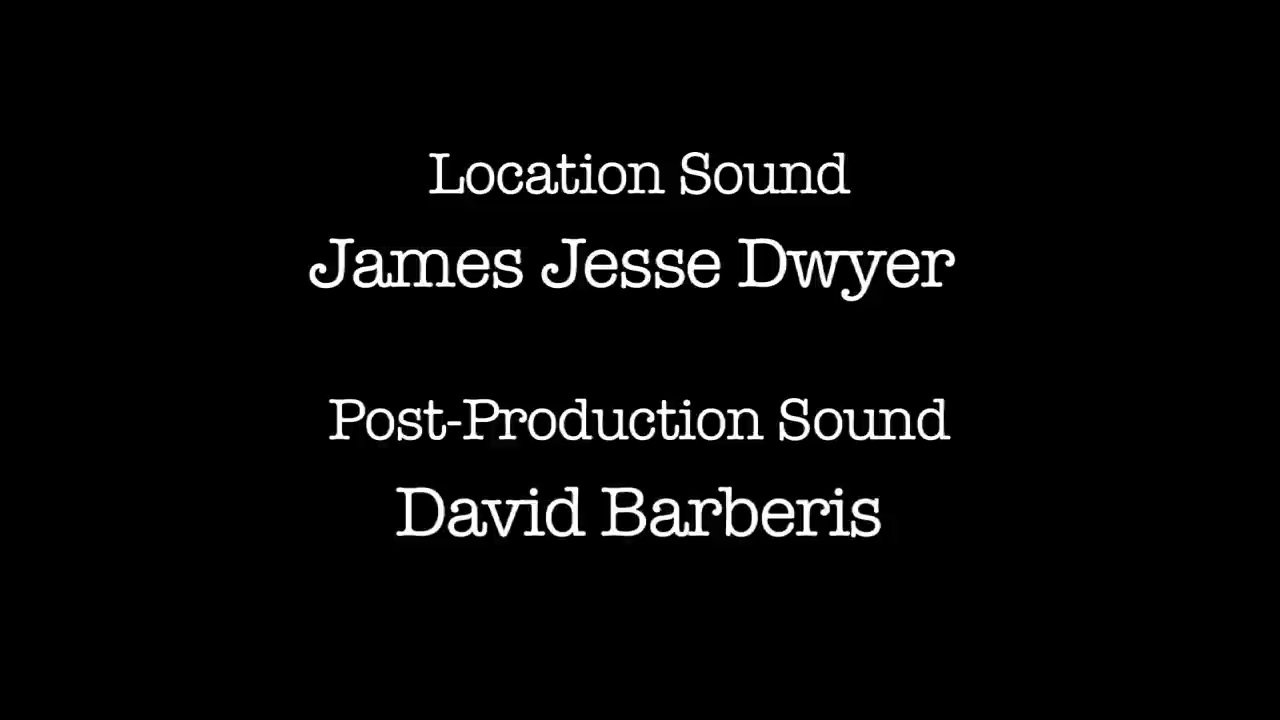 Location Sound
James Jesse Dwyer
Post-Production Sound
David Barberis